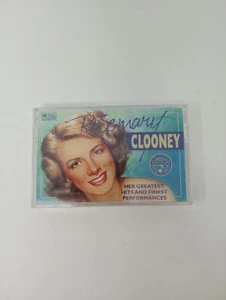 Rosemary
CLOONEY
HER GREATEST
HITS AND FINEST
PERFORMANCES